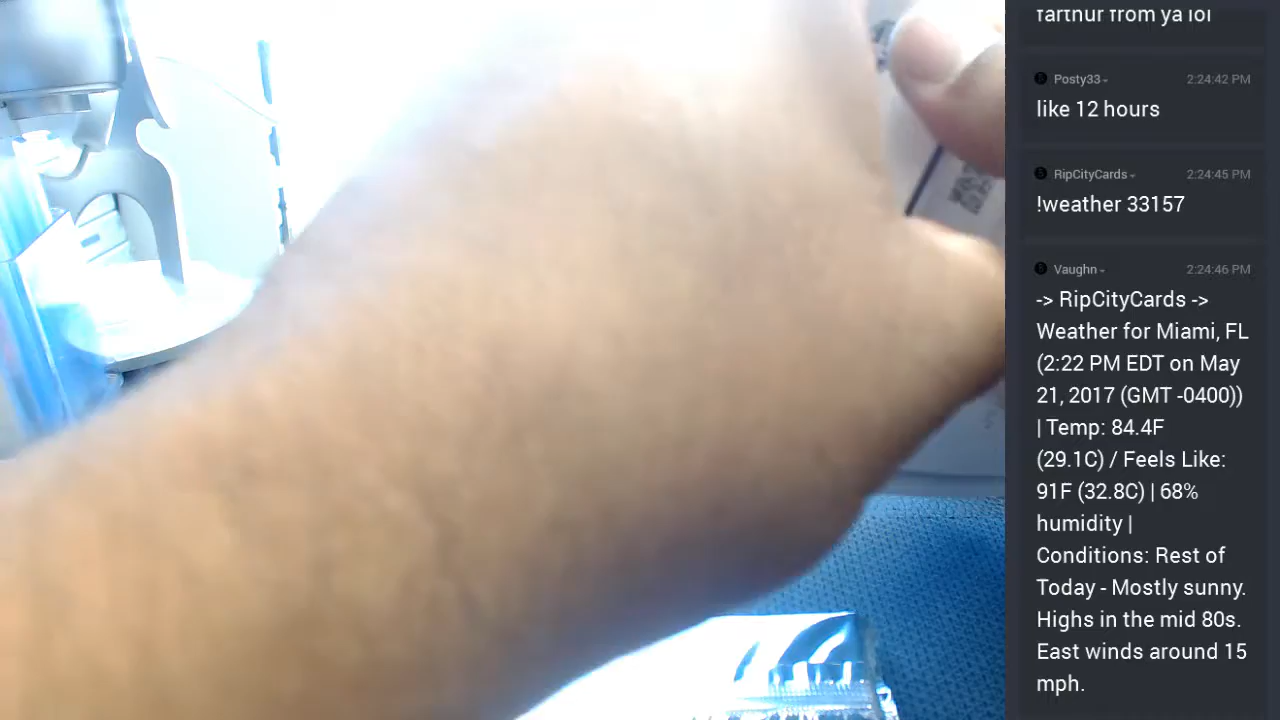 farthur from ya lol
Posty33
2:24:42 PM
like 12 hours
RipCityCards
2:24:45 PM
!weather 33157
Vaughn
2:24:46 PM
-> RipCityCards ->
Weather for Miami, FL
(2:22 PM EDT on May
21, 2017 (GMT -0400))
| Temp: 84.4F
(29.1C) / Feels Like:
91F (32.8C) | 68%
humidity |
Conditions: Rest of
Today - Mostly sunny.
Highs in the mid 80s.
East winds around 15
mph.